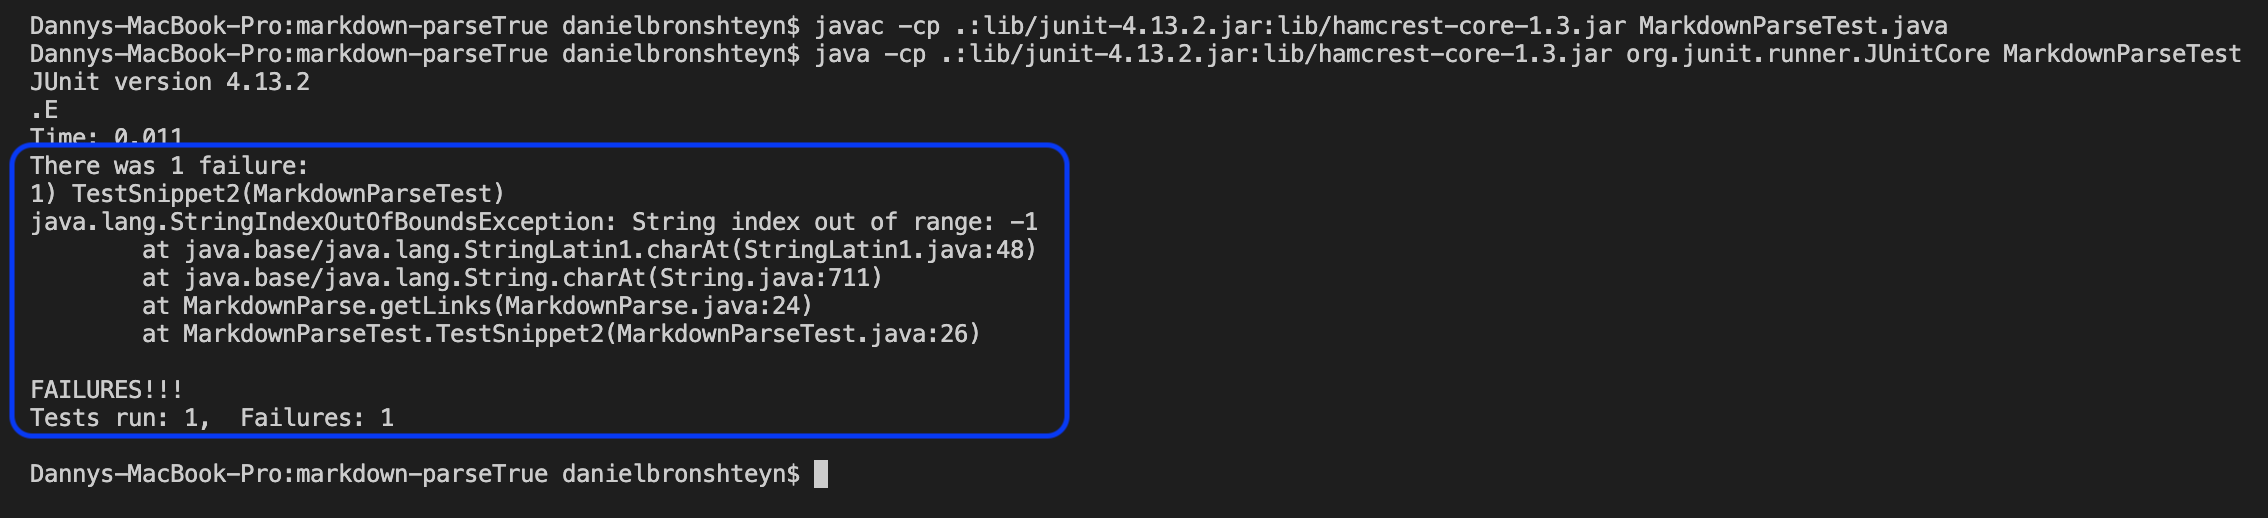 Dannys-MacBook-Pro:markdown-parseTrue danielbronshteyn$ javac -cp .:lib/junit-4.13.2.jar:lib/hamcrest-core-1.3.jar MarkdownParseTest.java
Dannys-MacBook-Pro:markdown-parseTrue danielbronshteyn$ java -cp .:lib/junit-4.13.2.jar:lib/hamcrest-core-1.3.jar org.junit.runner.JUnitCore MarkdownParseTest
JUnit version 4.13.2
.E
Time: 0.011
There was 1 failure:
1) TestSnippet2(MarkdownParseTest)
java.lang.StringIndexOutOfBoundsException: String index out of range: -1
        at java.base/java.lang.StringLatin1.charAt(StringLatin1.java:48)
        at java.base/java.lang.String.charAt(String.java:711)
        at MarkdownParse.getLinks(MarkdownParse.java:24)
        at MarkdownParseTest.TestSnippet2(MarkdownParseTest.java:26)
FAILURES!!!
Tests run: 1,  Failures: 1
Dannys-MacBook-Pro:markdown-parseTrue danielbronshteyn$